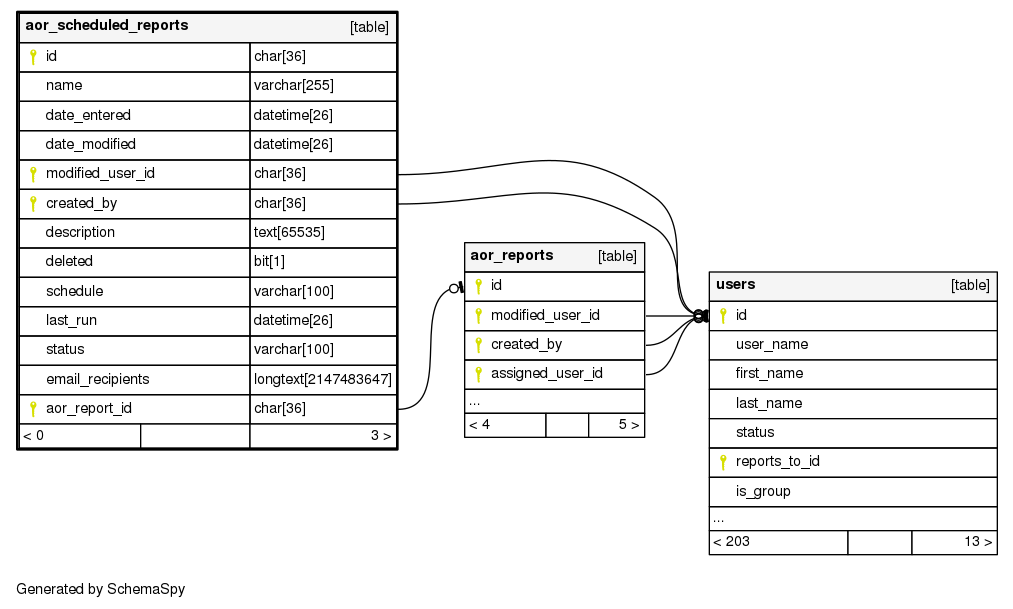 aor_scheduled_reports [table]
id char[36]
name varchar[255]
date_entered datetime[26]
date_modified datetime[26]
modified_user_id char[36]
created_by char[36]
description text[65535]
deleted bit[1]
schedule varchar[100]
last_run datetime[26]
status varchar[100]
email_recipients longtext[2147483647]
aor_report_id char[36]
< 0 3 >
aor_reports [table]
id
modified_user_id
created_by
assigned_user_id
...
< 4 5 >
users [table]
id
user_name
first_name
last_name
status
reports_to_id
is_group
...
< 203 13 >
Generated by SchemaSpy